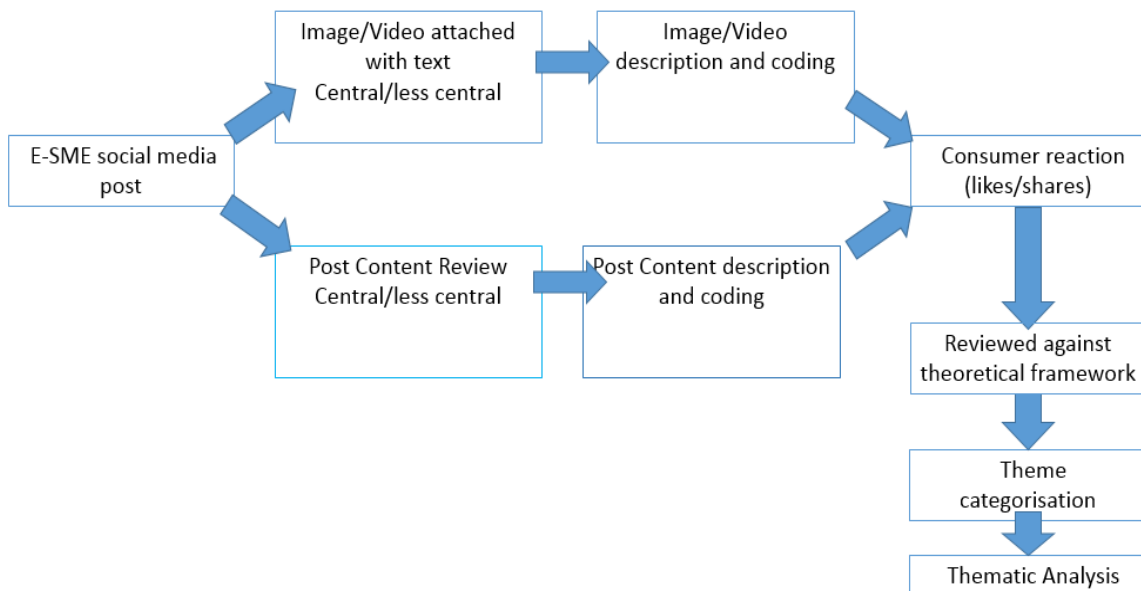 Image/Video attached
with text
Central/less central
Image/Video
description and coding
E-SME social media
post
Consumer reaction
(likes/shares)
Post Content Review
Central/less central
Post Content description
and coding
Reviewed against
theoretical framework
Theme
categorisation
Thematic Analysis